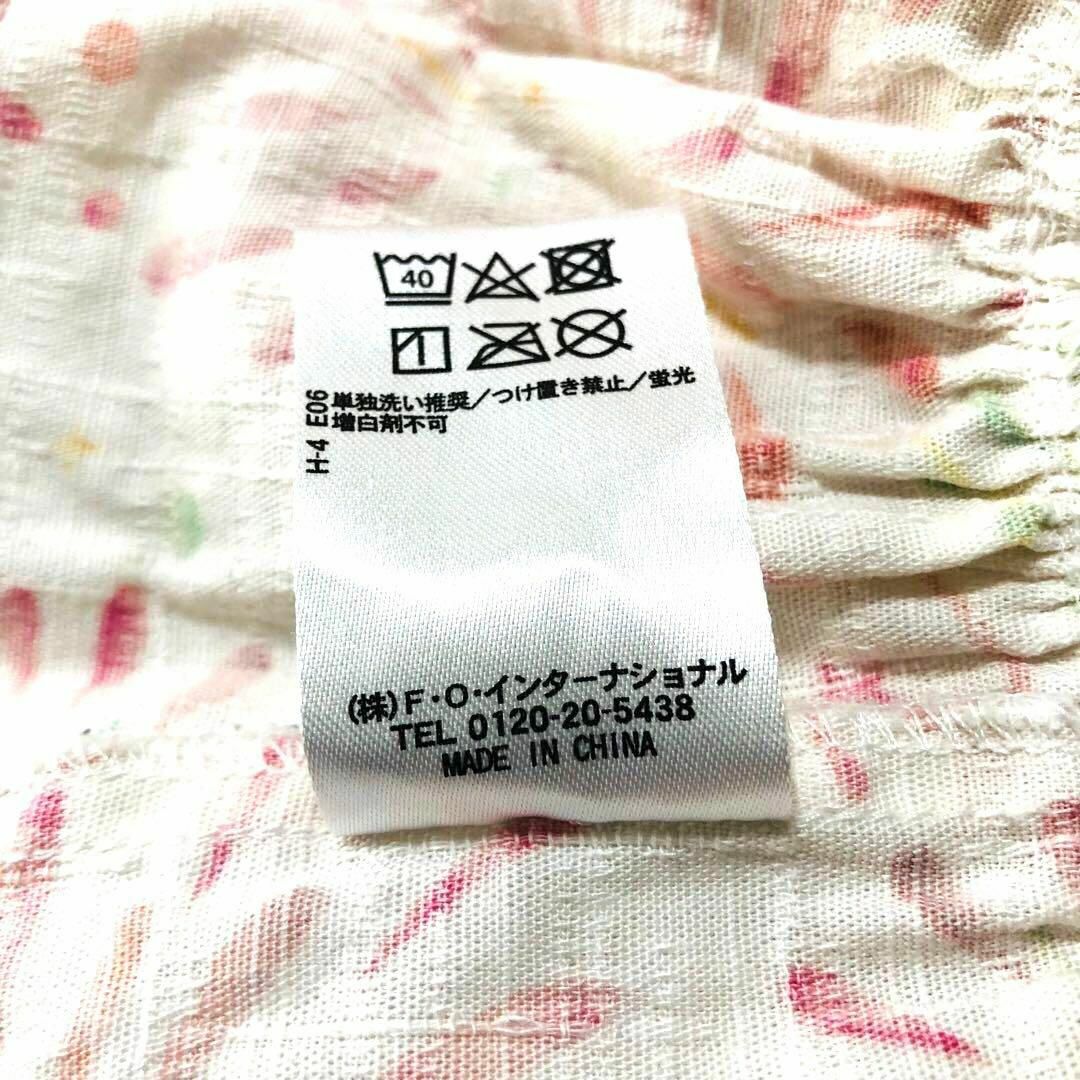 40
単独洗い推奨／つけ置き禁止／蛍光
増白剤不可
H-4 E06
(株)F・O・インターナショナル
TEL 0120-20-5438
MADE IN CHINA